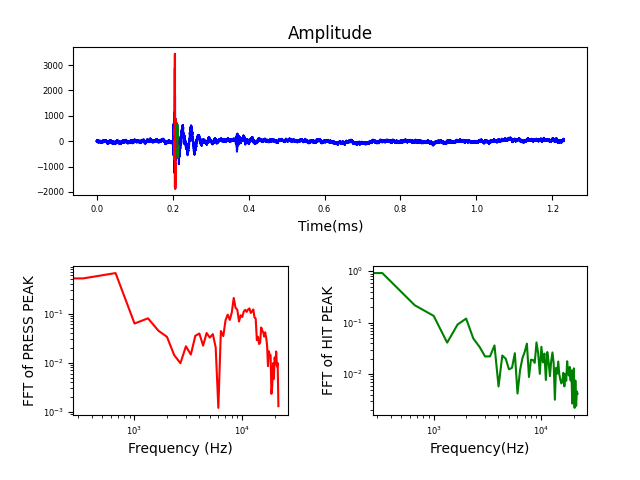 Amplitude
3000
2000
1000
0
−1000
−2000
0.0 0.2 0.4 0.6 0.8 1.0 1.2
Time(ms)
FFT of PRESS PEAK
10⁻¹
10⁻²
10⁻³
10³ 10⁴
Frequency (Hz)
FFT of HIT PEAK
10⁰
10⁻¹
10⁻²
10³ 10⁴
Frequency(Hz)